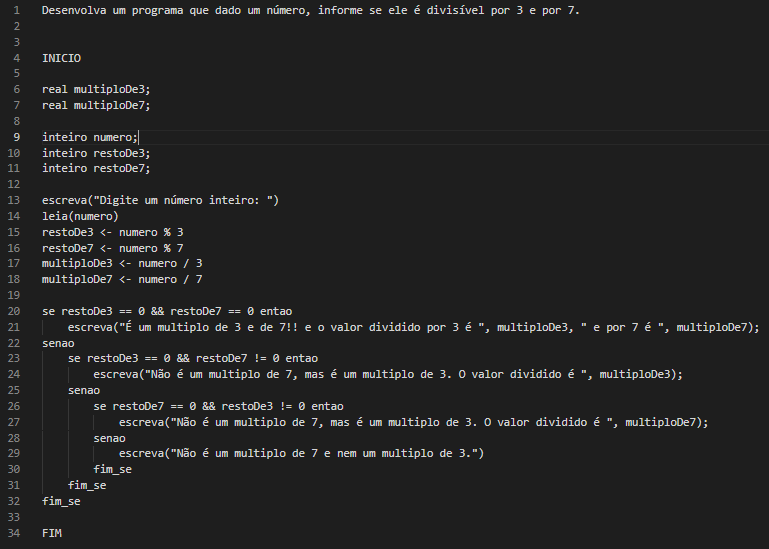 1 Desenvolva um programa que dado um número, informe se ele é divisível por 3 e por 7.
2
3
4 INICIO
5
6 real multiploDe3;
7 real multiploDe7;
8
9 inteiro numero;
10 inteiro restoDe3;
11 inteiro restoDe7;
12
13 escreva("Digite um número inteiro: ")
14 leia(numero)
15 restoDe3 <- numero % 3
16 restoDe7 <- numero % 7
17 multiploDe3 <- numero / 3
18 multiploDe7 <- numero / 7
19
20 se restoDe3 == 0 && restoDe7 == 0 entao
21     escreva("É um multiplo de 3 e de 7!! e o valor dividido por 3 é ", multiploDe3, " e por 7 é ", multiploDe7);
22 senao
23     se restoDe3 == 0 && restoDe7 != 0 entao
24         escreva("Não é um multiplo de 7, mas é um multiplo de 3. O valor dividido é ", multiploDe3);
25     senao
26         se restoDe7 == 0 && restoDe3 != 0 entao
27             escreva("Não é um multiplo de 7, mas é um multiplo de 3. O valor dividido é ", multiploDe7);
28         senao
29             escreva("Não é um multiplo de 7 e nem um multiplo de 3.")
30         fim_se
31     fim_se
32 fim_se
33
34 FIM